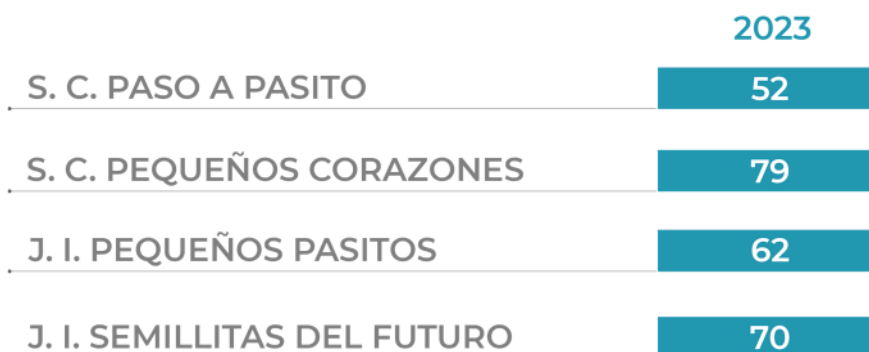 2023
S. C. PASO A PASITO 52
S. C. PEQUEÑOS CORAZONES 79
J. I. PEQUEÑOS PASITOS 62
J. I. SEMILLITAS DEL FUTURO 70